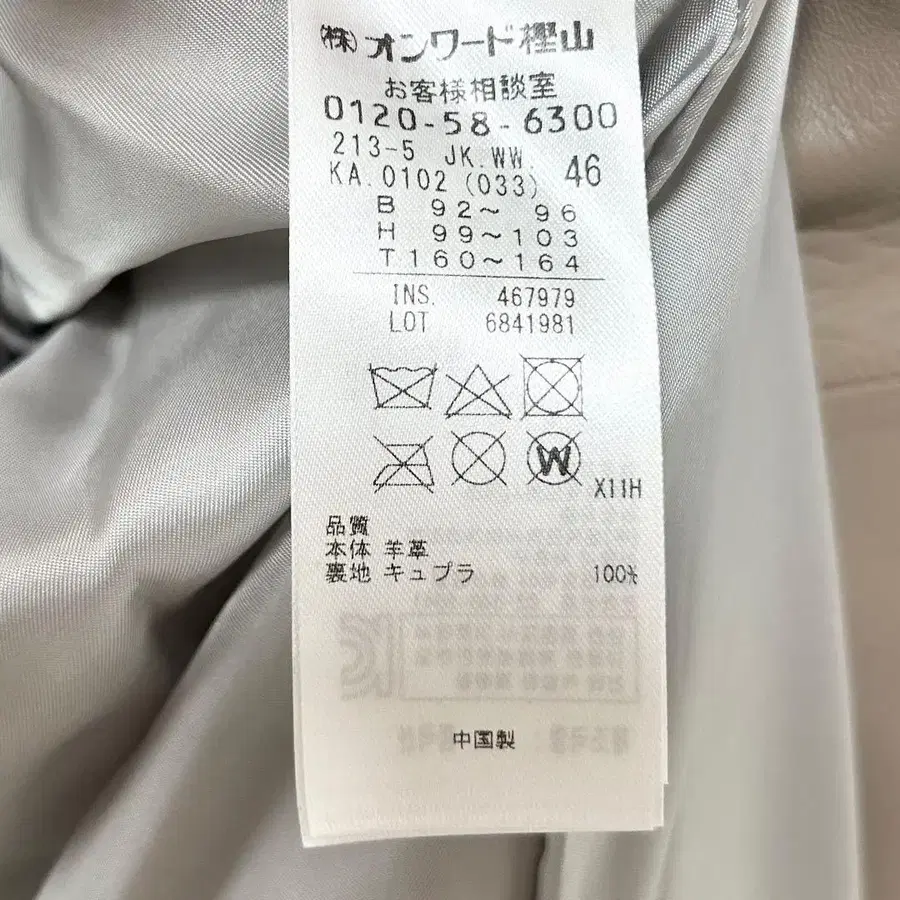 ㈱オンワード樫山
お客様相談室
0120-58-6300
213-5 JK.WW. 46
KA.0102 (033)
B 92〜 96
H 99〜103
T160〜164
INS. 467979
LOT 6841981
W
X11H
品質
本体 羊革
裏地 キュプラ 100%
中国製